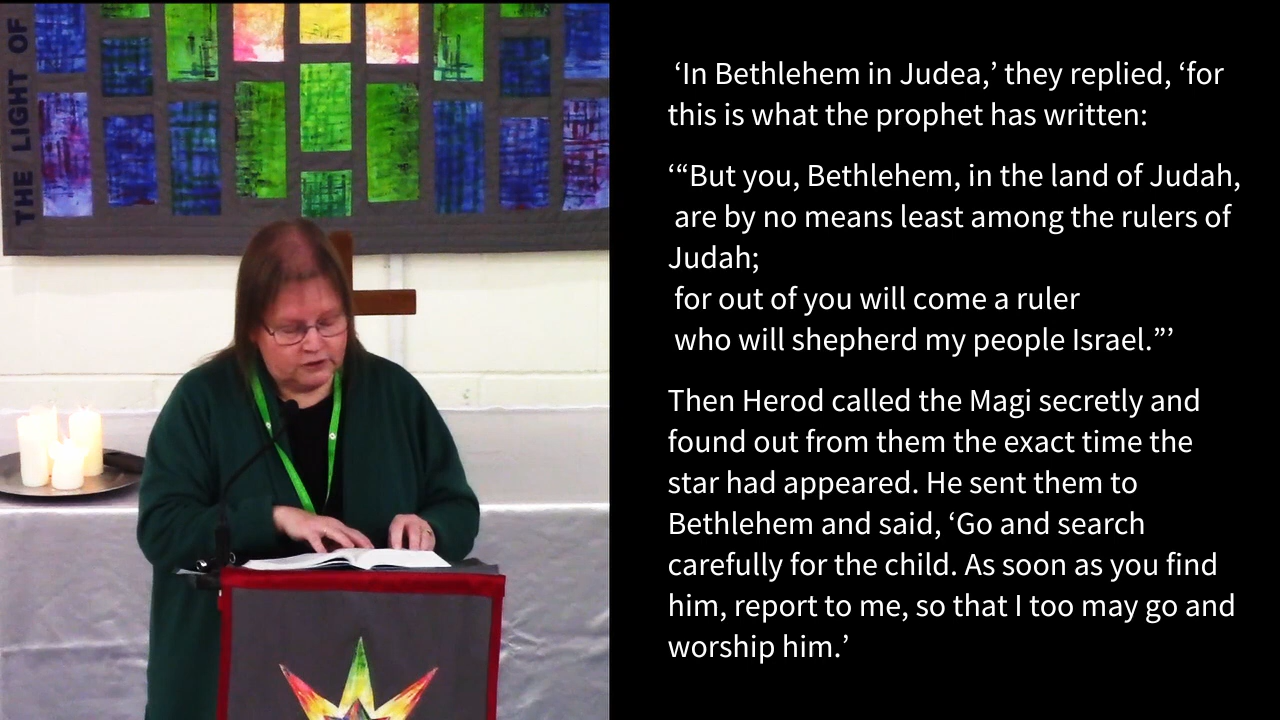 THE LIGHT OF
‘In Bethlehem in Judea,’ they replied, ‘for
this is what the prophet has written:
‘“But you, Bethlehem, in the land of Judah,
are by no means least among the rulers of
Judah;
for out of you will come a ruler
who will shepherd my people Israel.”’
Then Herod called the Magi secretly and
found out from them the exact time the
star had appeared. He sent them to
Bethlehem and said, ‘Go and search
carefully for the child. As soon as you find
him, report to me, so that I too may go and
worship him.’